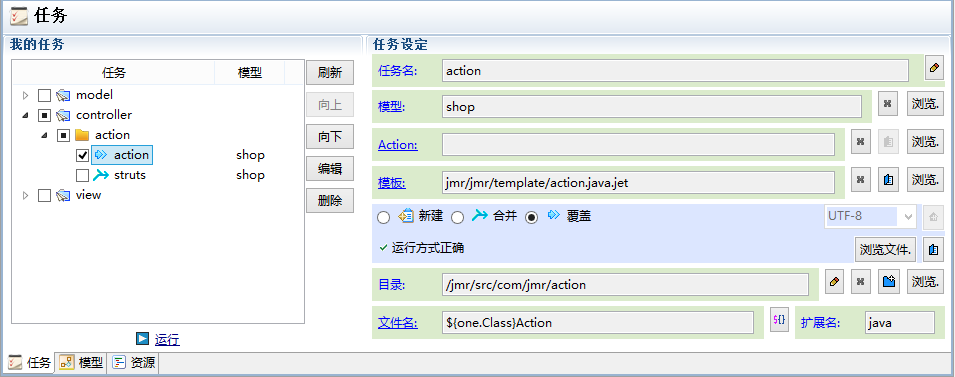 任务
我的任务
任务 模型
model
controller
action
action shop
struts shop
view
刷新
向上
向下
编辑
删除
运行
任务设定
任务名: action
模型: shop 浏览.
Action: 浏览.
模板: jmr/jmr/template/action.java.jet 浏览.
新建 合并 覆盖 UTF-8
运行方式正确 浏览文件.
目录: /jmr/src/com/jmr/action 浏览.
文件名: ${one.Class}Action ${} 扩展名: java
任务 模型 资源